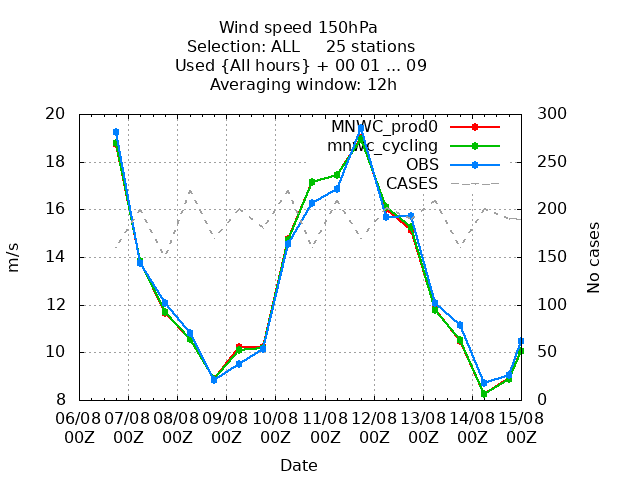 Wind speed 150hPa
Selection: ALL 25 stations
Used {All hours} + 00 01 ... 09
Averaging window: 12h
MNWC_prod0
mnwc_cycling
OBS
CASES
20
18
16
14
12
10
8
m/s
300
250
200
150
100
50
0
No cases
06/08 07/08 08/08 09/08 10/08 11/08 12/08 13/08 14/08 15/08
00Z 00Z 00Z 00Z 00Z 00Z 00Z 00Z 00Z 00Z
Date